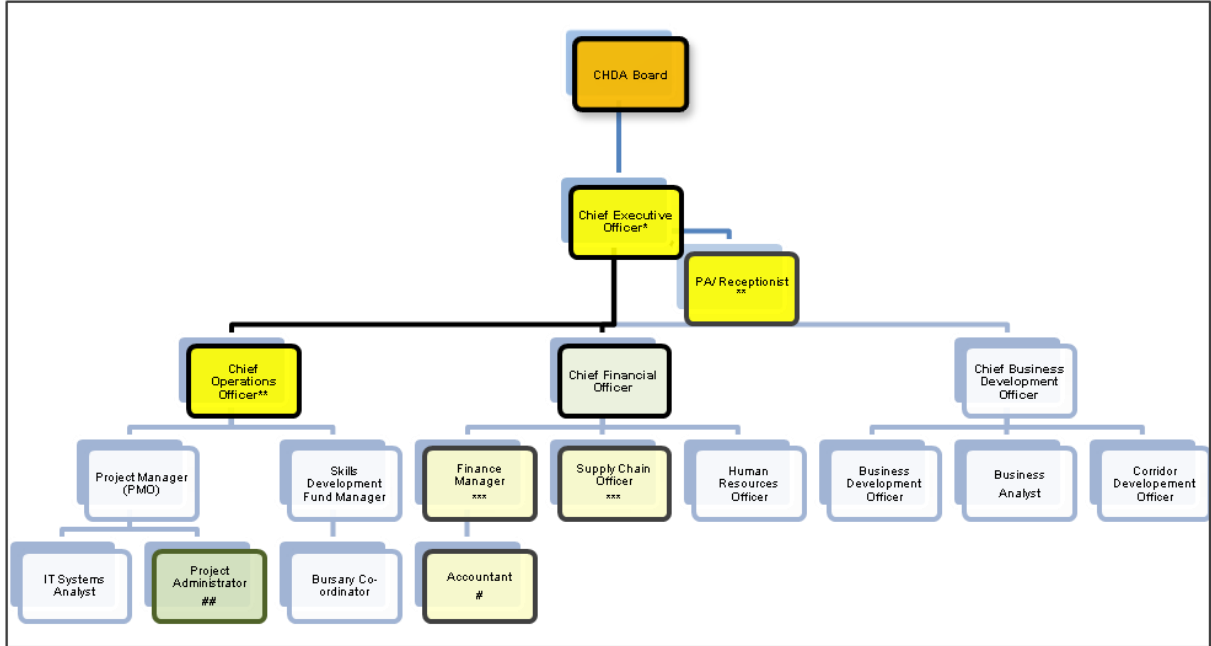 CHDA Board
Chief Executive
Officer*
#
PA/ Receptionist
**
Chief
Operations
Officer**
Chief Financial
Officer
Chief Business
Development
Officer
Project Manager
(PMO)
Skills
Development
Fund Manager
Finance
Manager
***
Supply Chain
Officer
***
Human
Resources
Officer
Business
Development
Officer
Business
Analyst
Corridor
Developement
Officer
IT Systems
Analyst
Project
Administrator
##
Bursary Co-
ordinator
Accountant
#